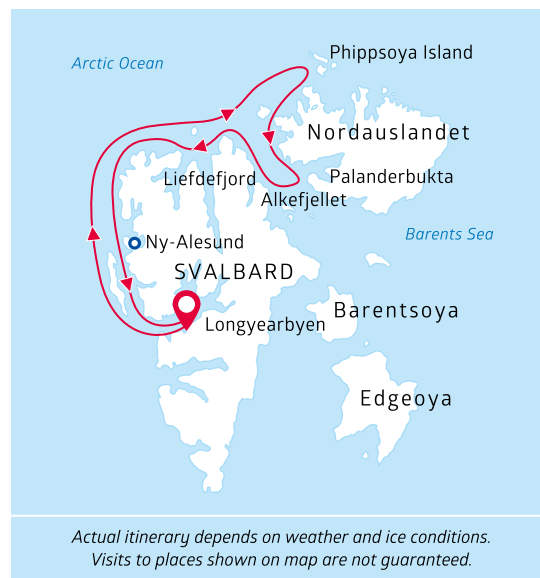 Phippsoya Island
Arctic Ocean
Nordauslandet
Liefdefjord
Palanderbukta
Alkefjellet
Barents Sea
Ny-Alesund
SVALBARD
Barentsoya
Longyearbyen
Edgeoya
Actual itinerary depends on weather and ice conditions.
Visits to places shown on map are not guaranteed.